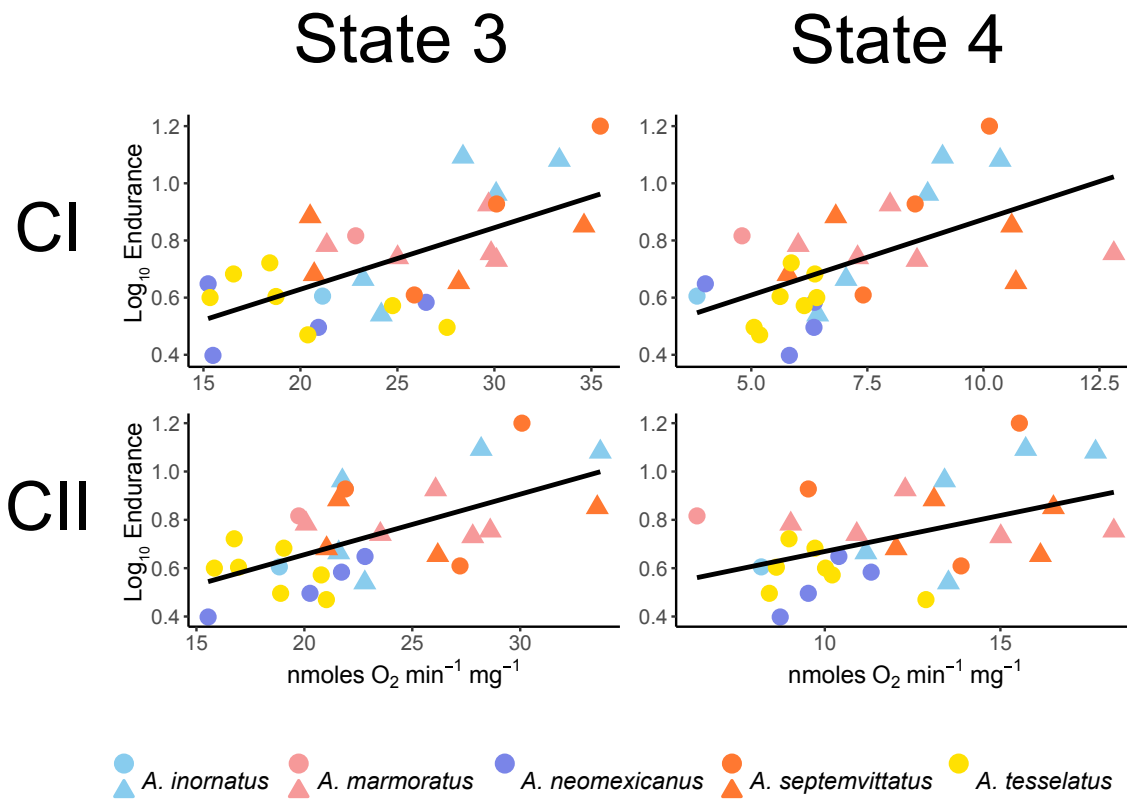 State 3 State 4
CI
Log₁₀ Endurance
1.2
1.0
0.8
0.6
0.4
15 20 25 30 35
1.2
1.0
0.8
0.6
0.4
5.0 7.5 10.0 12.5
CII
Log₁₀ Endurance
1.2
1.0
0.8
0.6
0.4
15 20 25 30
nmoles O₂ min⁻¹ mg⁻¹
1.2
1.0
0.8
0.6
0.4
10 15
nmoles O₂ min⁻¹ mg⁻¹
A. inornatus A. marmoratus A. neomexicanus A. septemvittatus A. tesselatus